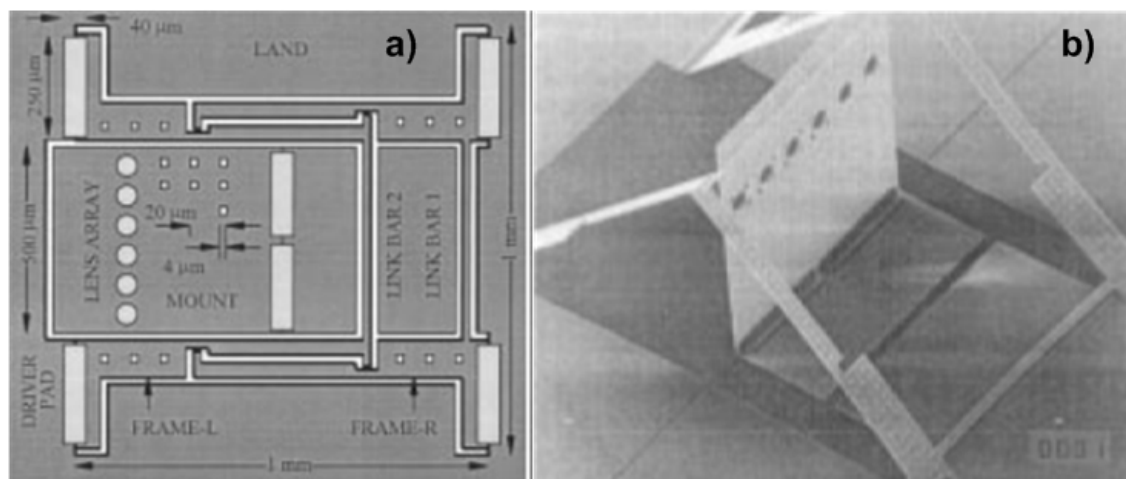 40 µm
a)
LAND
250 µm
1 mm
500 µm
LENS ARRAY
20 µm
4 µm
MOUNT
LINK BAR 2
LINK BAR 1
DRIVER
PAD
FRAME-L
FRAME-R
1 mm
b)
0001